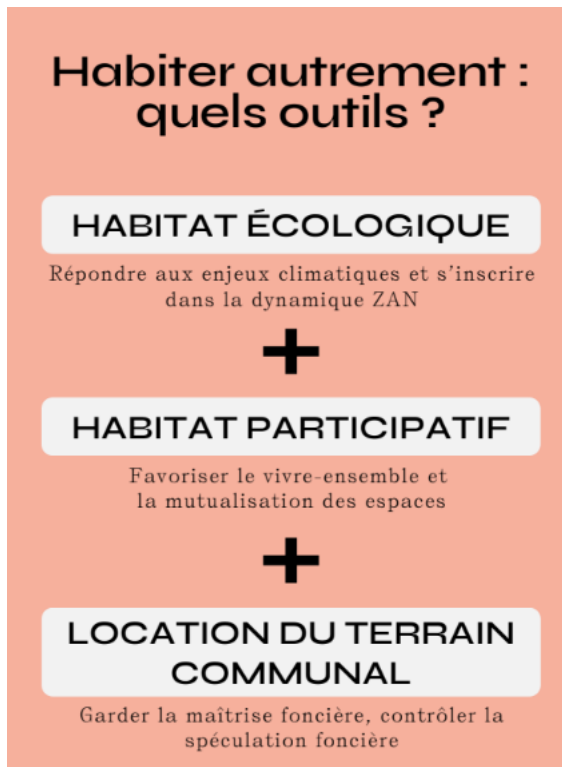 Habiter autrement :
quels outils ?
HABITAT ÉCOLOGIQUE
Répondre aux enjeux climatiques et s'inscrire
dans la dynamique ZAN
+
HABITAT PARTICIPATIF
Favoriser le vivre-ensemble et
la mutualisation des espaces
+
LOCATION DU TERRAIN
COMMUNAL
Garder la maîtrise foncière, contrôler la
spéculation foncière